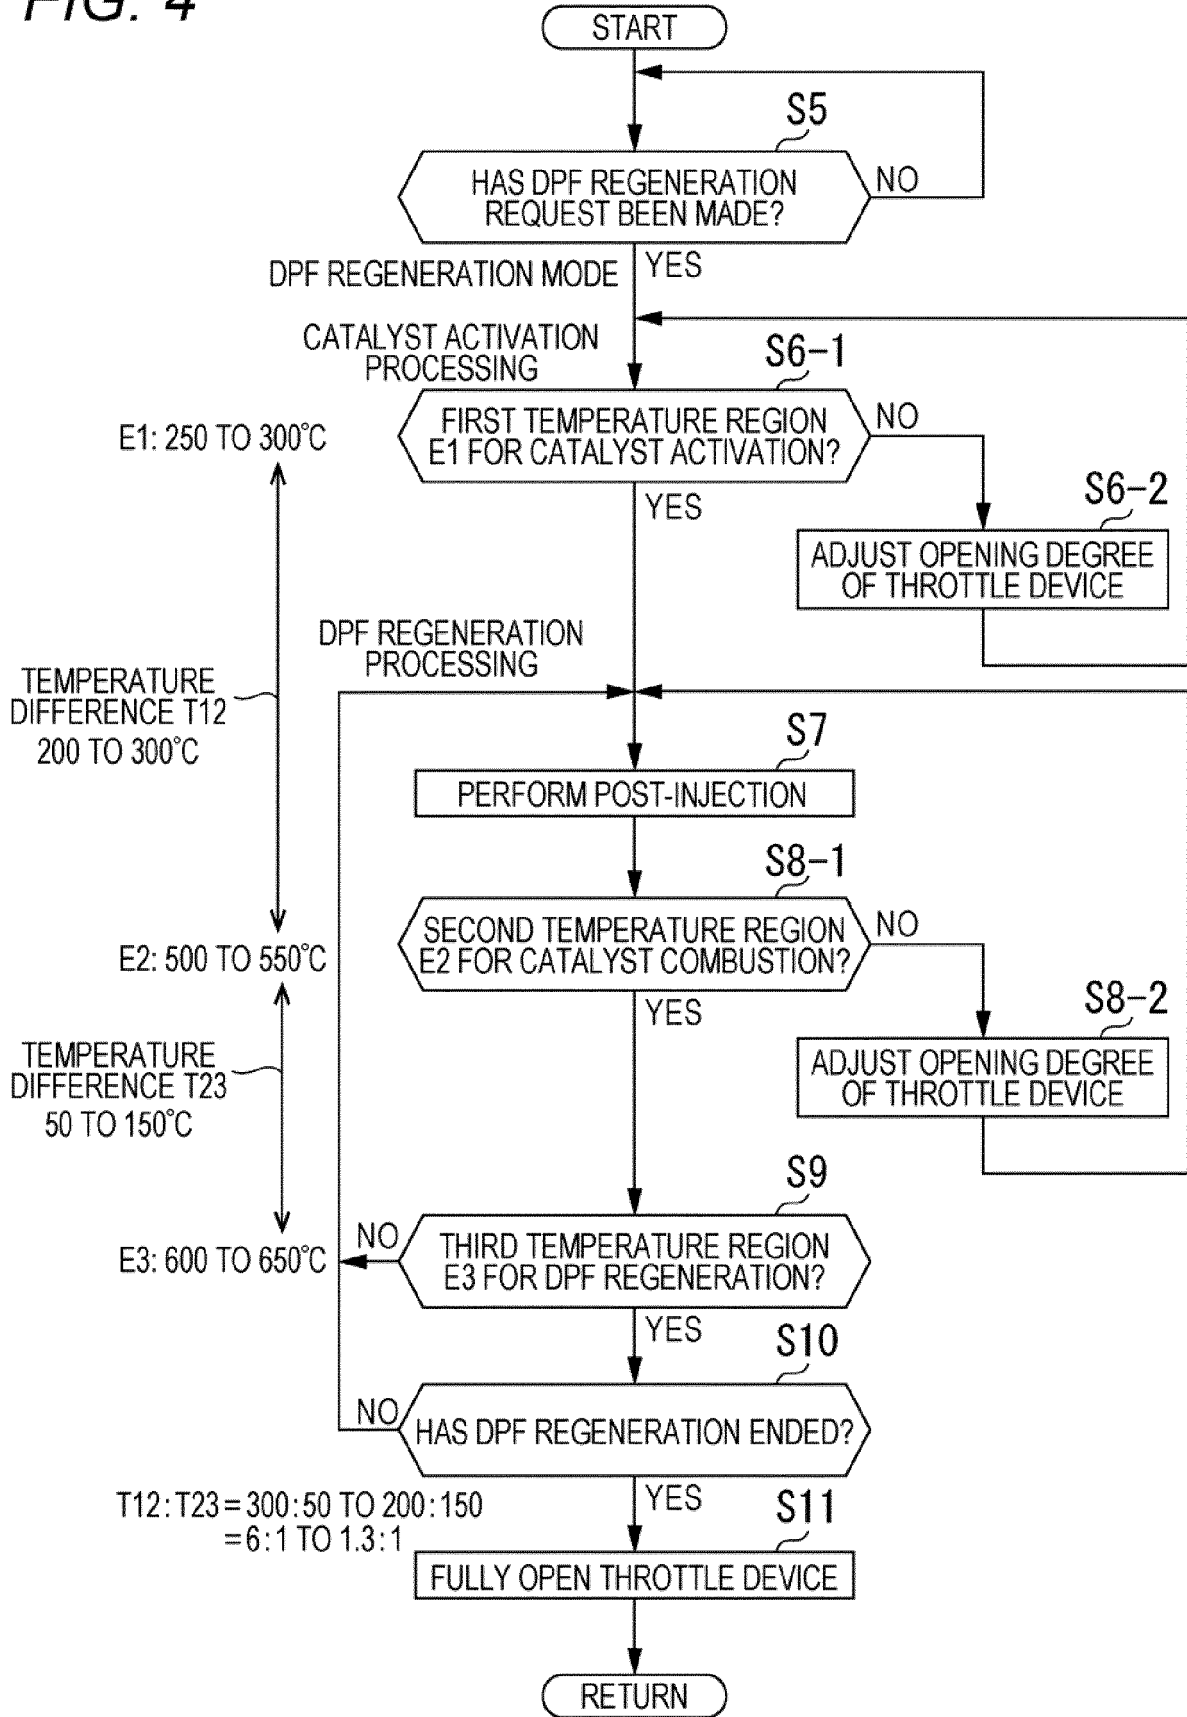 FIG. 4
START
S5
HAS DPF REGENERATION
REQUEST BEEN MADE?
NO
YES
DPF REGENERATION MODE
CATALYST ACTIVATION
PROCESSING
S6-1
FIRST TEMPERATURE REGION
E1 FOR CATALYST ACTIVATION?
NO
E1: 250 TO 300°C
YES
S6-2
ADJUST OPENING DEGREE
OF THROTTLE DEVICE
DPF REGENERATION
PROCESSING
TEMPERATURE
DIFFERENCE T12
200 TO 300°C
S7
PERFORM POST-INJECTION
S8-1
SECOND TEMPERATURE REGION
E2 FOR CATALYST COMBUSTION?
NO
E2: 500 TO 550°C
YES
S8-2
ADJUST OPENING DEGREE
OF THROTTLE DEVICE
TEMPERATURE
DIFFERENCE T23
50 TO 150°C
S9
THIRD TEMPERATURE REGION
E3 FOR DPF REGENERATION?
NO
E3: 600 TO 650°C
YES
S10
HAS DPF REGENERATION ENDED?
NO
YES
T12:T23=300:50 TO 200:150
=6:1 TO 1.3:1
S11
FULLY OPEN THROTTLE DEVICE
RETURN